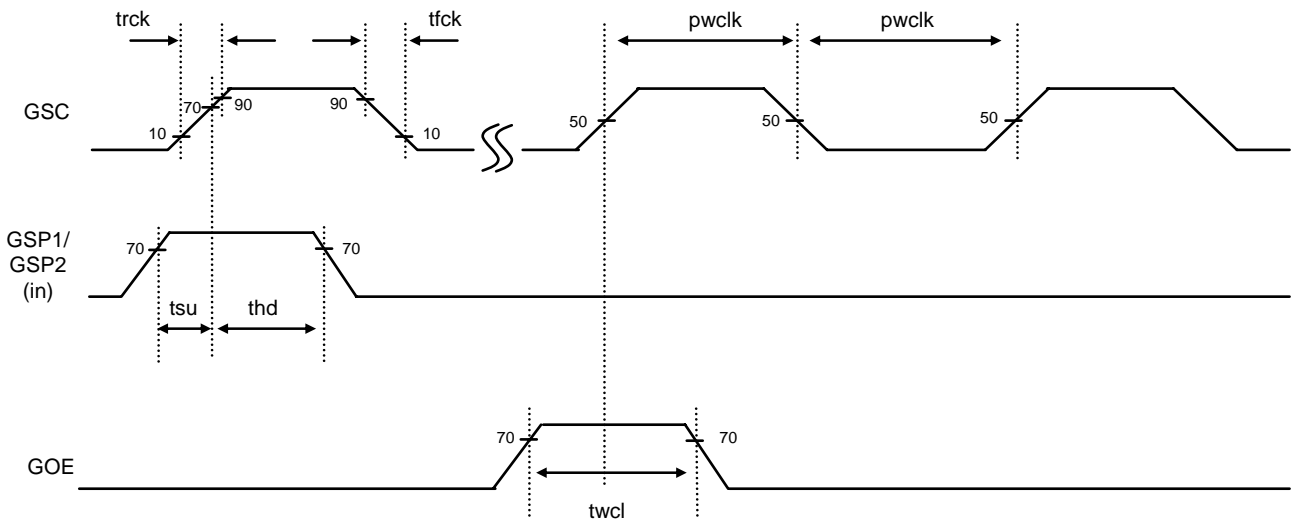 trck
tfck
pwclk
pwclk
GSC
10
70
90
90
10
50
50
50
GSP1/
GSP2
(in)
70
70
tsu
thd
GOE
70
70
twcl